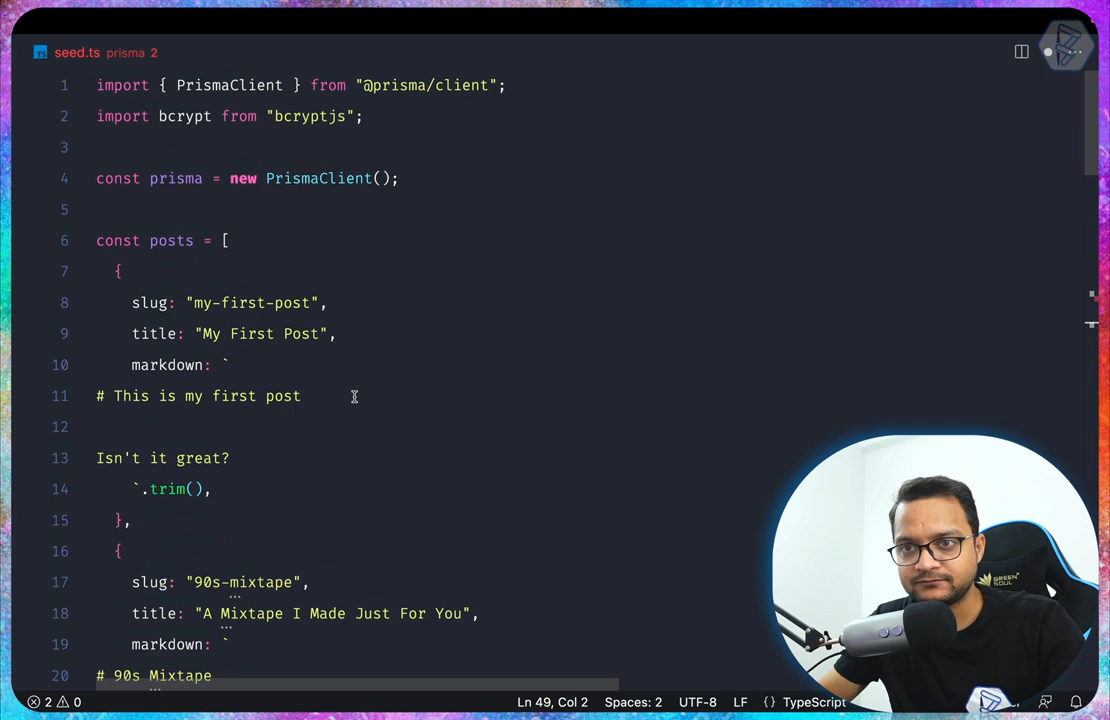 seed.ts prisma 2
1 import { PrismaClient } from "@prisma/client";
2 import bcrypt from "bcryptjs";
3
4 const prisma = new PrismaClient();
5
6 const posts = [
7 {
8 slug: "my-first-post",
9 title: "My First Post",
10 markdown: `
11 # This is my first post
12
13 Isn't it great?
14 `.trim(),
15 },
16 {
17 slug: "90s-mixtape",
18 title: "A Mixtape I Made Just For You",
19 markdown: `
20 # 90s Mixtape
2 0 Ln 49, Col 2 Spaces: 2 UTF-8 LF {} TypeScript
GREEN SOUL